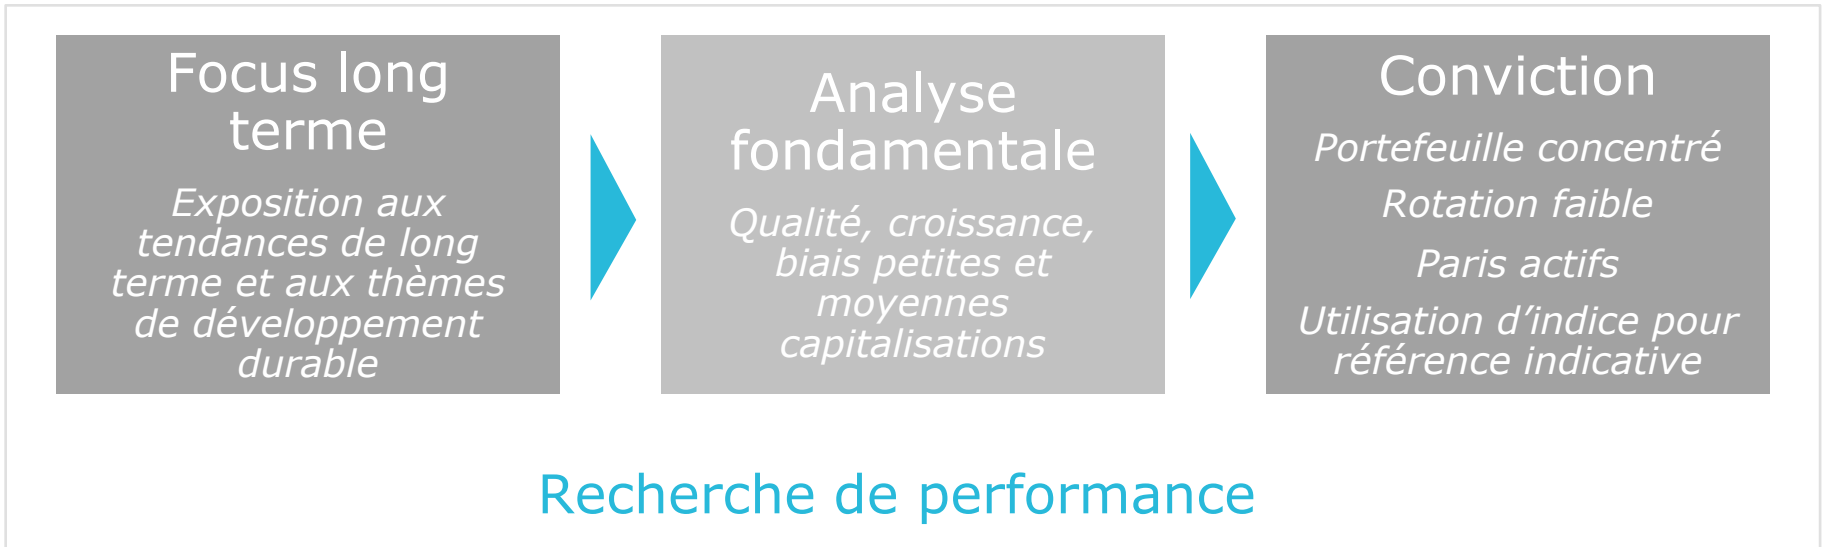 Focus long
terme
Exposition aux
tendances de long
terme et aux thèmes
de développement
durable
Analyse
fondamentale
Qualité, croissance,
biais petites et
moyennes
capitalisations
Conviction
Portefeuille concentré
Rotation faible
Paris actifs
Utilisation d’indice pour
référence indicative
Recherche de performance